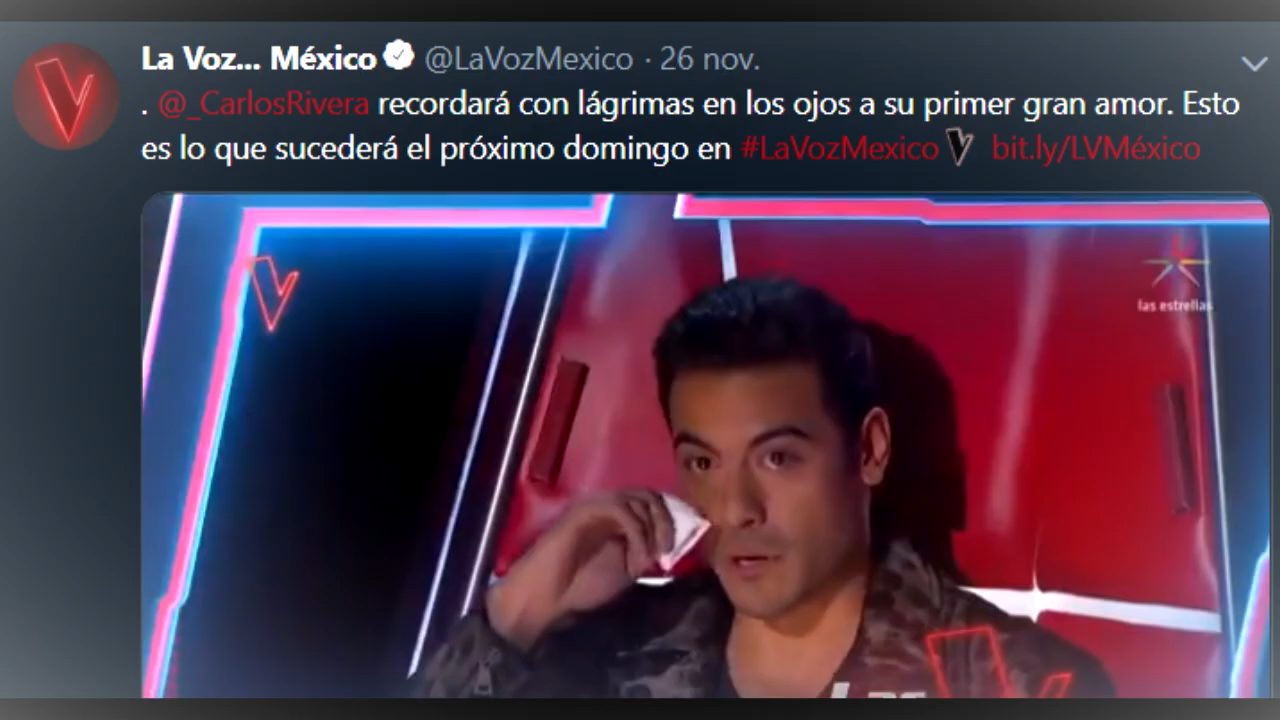 La Voz... México @LaVozMexico · 26 nov.
. @_CarlosRivera recordará con lágrimas en los ojos a su primer gran amor. Esto
es lo que sucederá el próximo domingo en #LaVozMexico bit.ly/LVMéxico
las estrellas